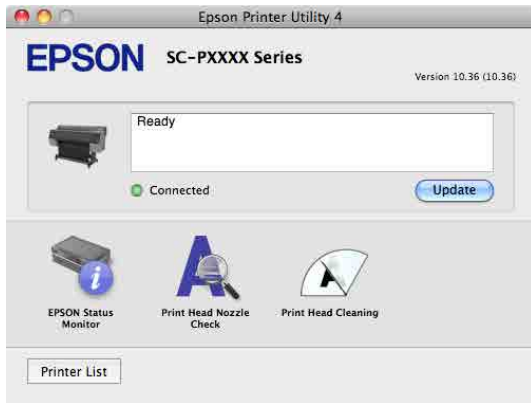 Epson Printer Utility 4
EPSON SC-PXXXX Series
Version 10.36 (10.36)
Ready
Connected
Update
EPSON Status
Monitor
Print Head Nozzle
Check
Print Head Cleaning
Printer List